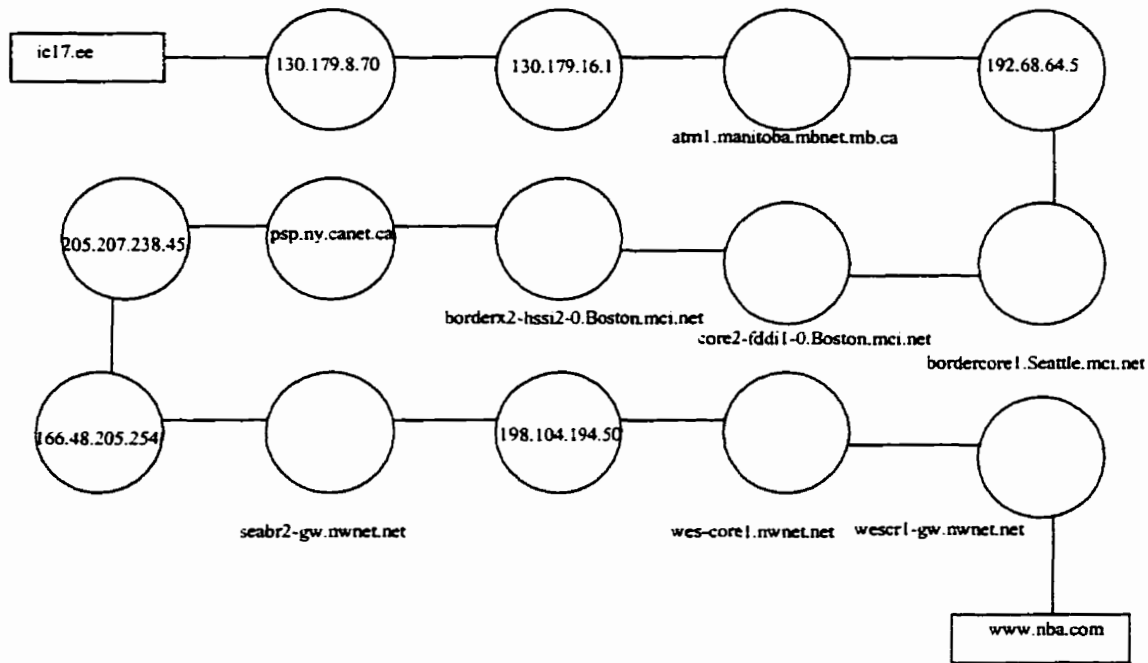 ic17.ee
130.179.8.70
130.179.16.1
192.68.64.5
atm1.manitoba.mbnet.mb.ca
205.207.238.45
psp.ny.canet.ca
borderx2-hssi2-0.Boston.mci.net
core2-fddi1-0.Boston.mci.net
bordercore1.Seattle.mci.net
166.48.205.254
198.104.194.50
seabr2-gw.nwnet.net
wes-core1.nwnet.net
wescr1-gw.nwnet.net
www.nba.com